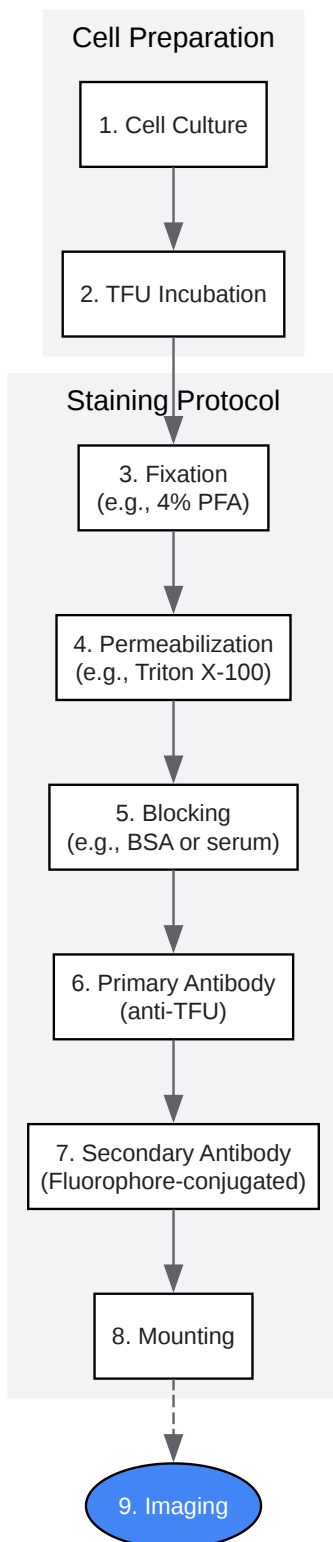 Cell Preparation
1. Cell Culture
2. TFU Incubation
Staining Protocol
3. Fixation
(e.g., 4% PFA)
4. Permeabilization
(e.g., Triton X-100)
5. Blocking
(e.g., BSA or serum)
6. Primary Antibody
(anti-TFU)
7. Secondary Antibody
(Fluorophore-conjugated)
8. Mounting
9. Imaging